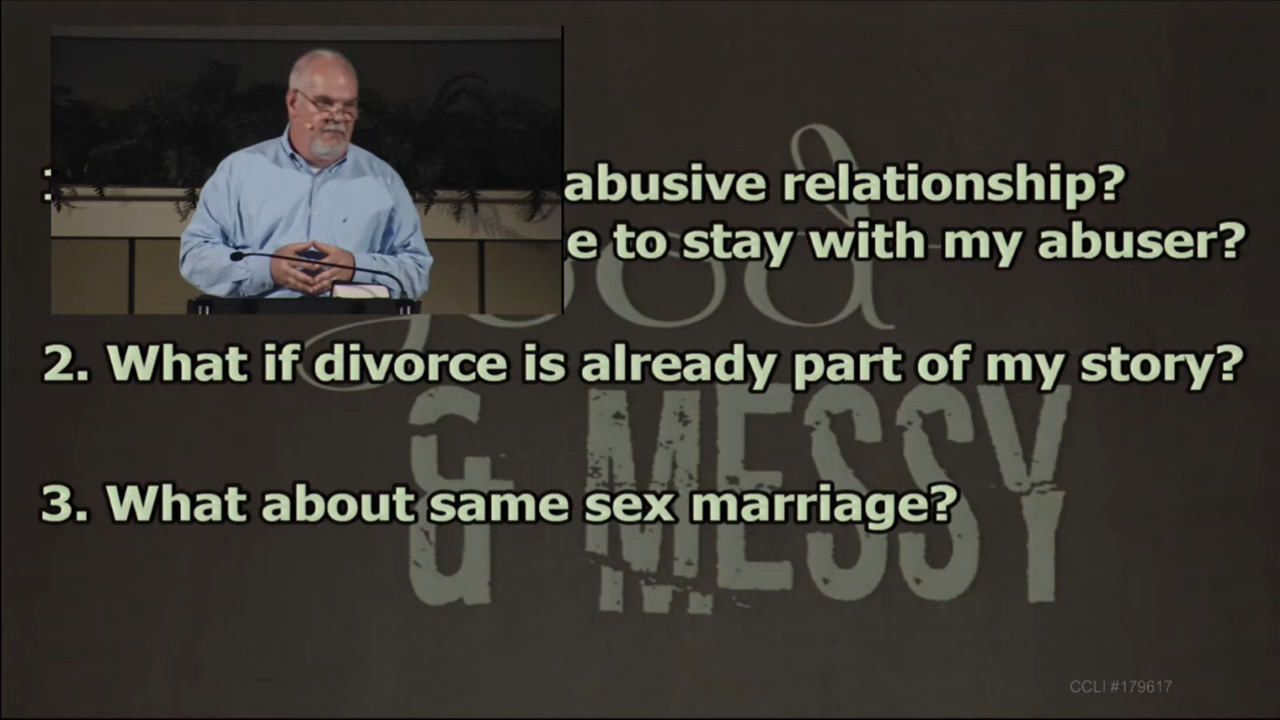 abusive relationship?
to stay with my abuser?
2. What if divorce is already part of my story?
3. What about same sex marriage?
good
& MESSY
CCLI #179617